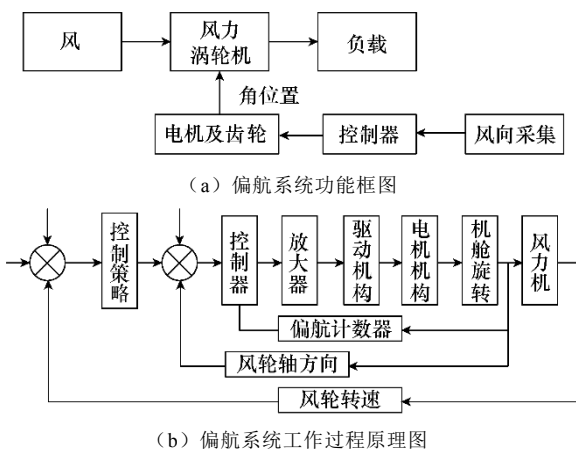 风
风力
涡轮机
负载
角位置
电机及齿轮
控制器
风向采集
（a）偏航系统功能框图
控制策略
控制器
放大器
驱动机构
电机机构
机舱旋转
风力机
偏航计数器
风轮轴方向
风轮转速
（b）偏航系统工作过程原理图